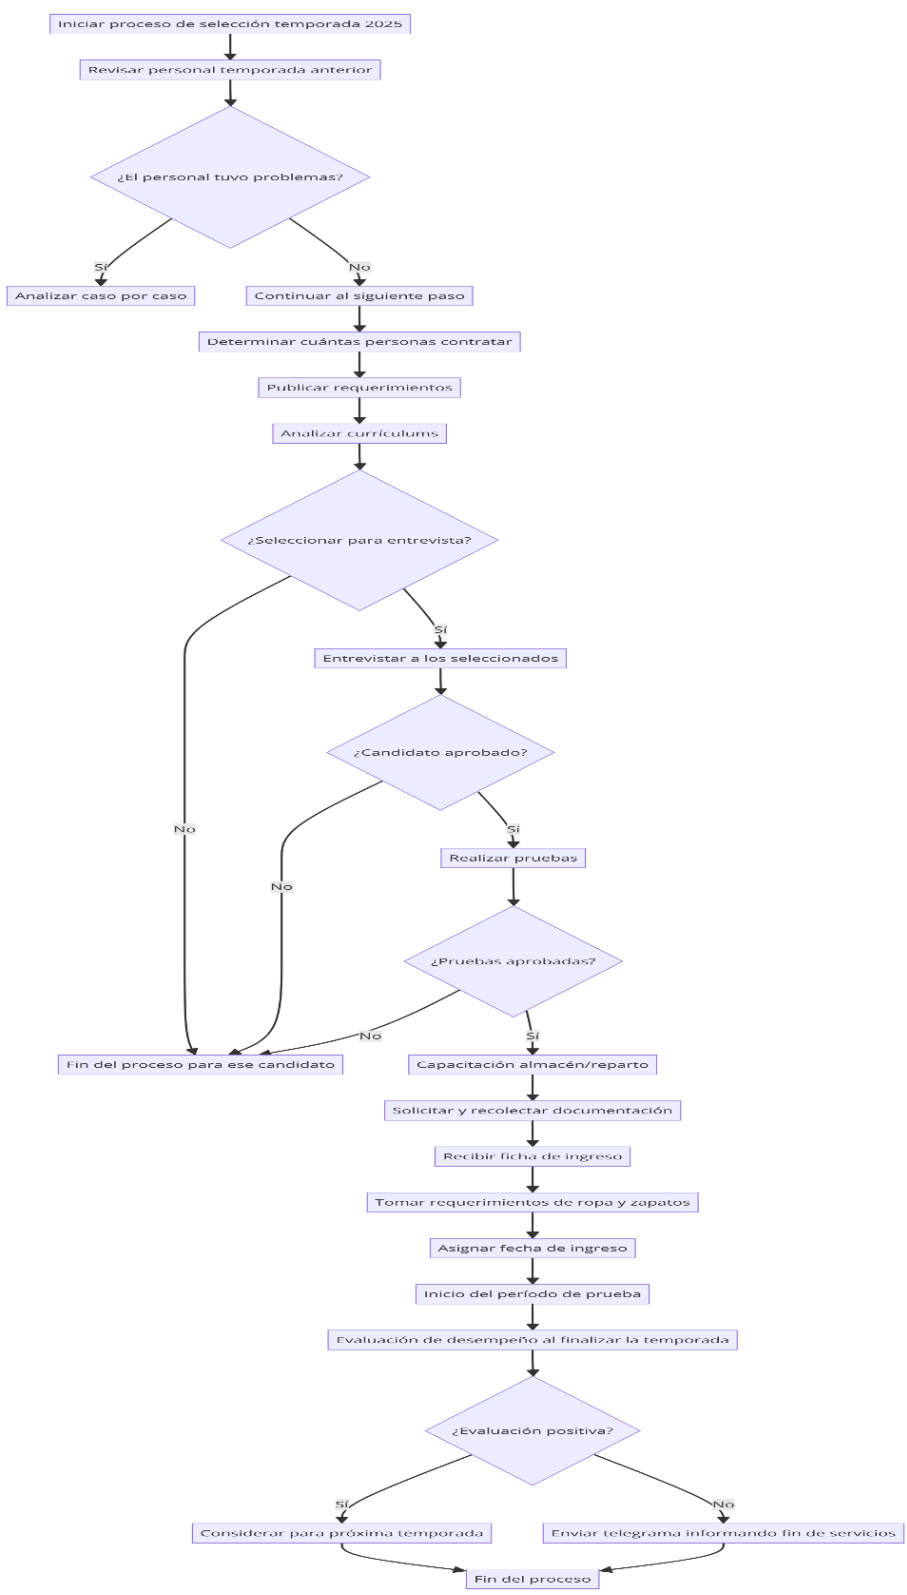 Iniciar proceso de selección temporada 2025
Revisar personal temporada anterior
¿El personal tuvo problemas?
Sí
No
Analizar caso por caso
Continuar al siguiente paso
Determinar cuántas personas contratar
Publicar requerimientos
Analizar currículums
¿Seleccionar para entrevista?
Sí
Entrevistar a los seleccionados
¿Candidato aprobado?
No
Sí
Realizar pruebas
No
¿Pruebas aprobadas?
No
Sí
Fin del proceso para ese candidato
Capacitación almacén/reparto
Solicitar y recolectar documentación
Recibir ficha de ingreso
Tomar requerimientos de ropa y zapatos
Asignar fecha de ingreso
Inicio del período de prueba
Evaluación de desempeño al finalizar la temporada
¿Evaluación positiva?
Sí
No
Considerar para próxima temporada
Enviar telegrama informando fin de servicios
Fin del proceso